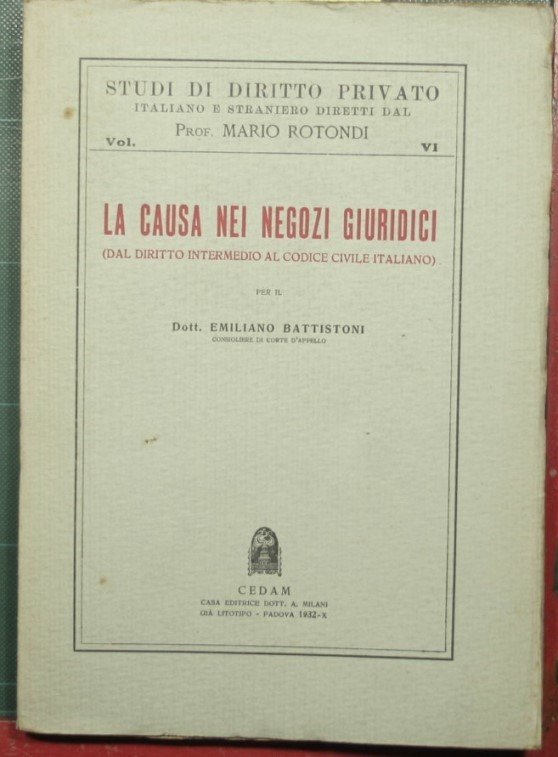 STUDI DI DIRITTO PRIVATO
ITALIANO E STRANIERO DIRETTI DAL
PROF. MARIO ROTONDI
Vol. VI
LA CAUSA NEI NEGOZI GIURIDICI
(DAL DIRITTO INTERMEDIO AL CODICE CIVILE ITALIANO)
PER IL
Dott. EMILIANO BATTISTONI
CONSIGLIERE DI CORTE D'APPELLO
CEDAM
CASA EDITRICE DOTT. A. MILANI
GIÀ LITOTIPO - PADOVA 1932-X